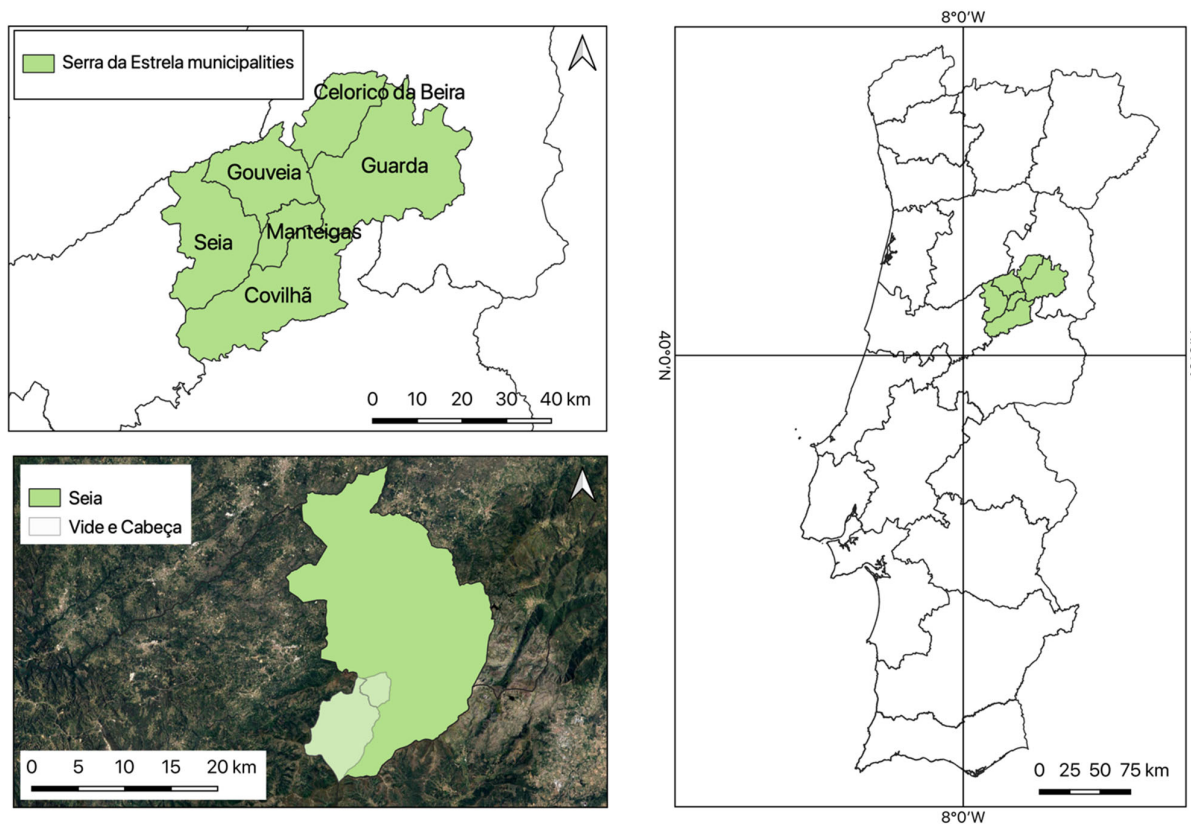 Serra da Estrela municipalities
Celorico da Beira
Gouveia
Guarda
Manteigas
Seia
Covilhã
0 10 20 30 40 km
Seia
Vide e Cabeça
0 5 10 15 20 km
8°0'W
40°0'N
0 25 50 75 km
8°0'W